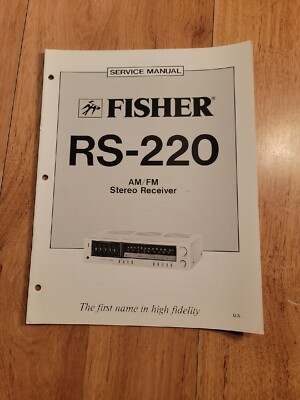 SERVICE MANUAL
FISHER®
RS-220
AM/FM
Stereo Receiver
The first name in high fidelity
U.S.